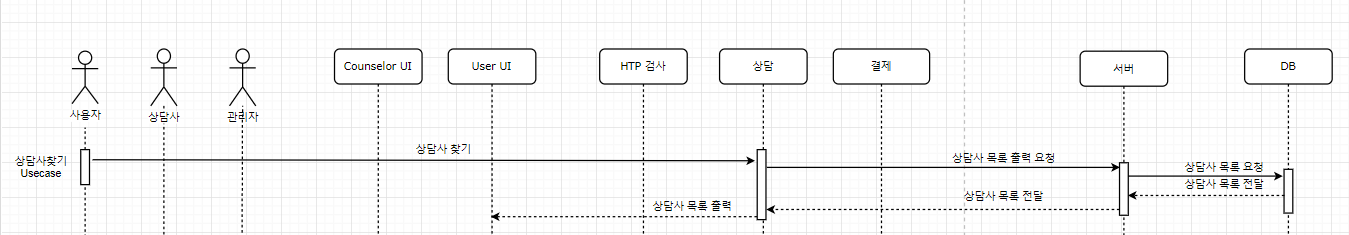 Counselor UI
User UI
HTP 검사
상담
결제
서버
DB
사용자
상담사
관리자
상담사찾기
Usecase
상담사 찾기
상담사 목록 출력 요청
상담사 목록 요청
상담사 목록 전달
상담사 목록 전달
상담사 목록 출력